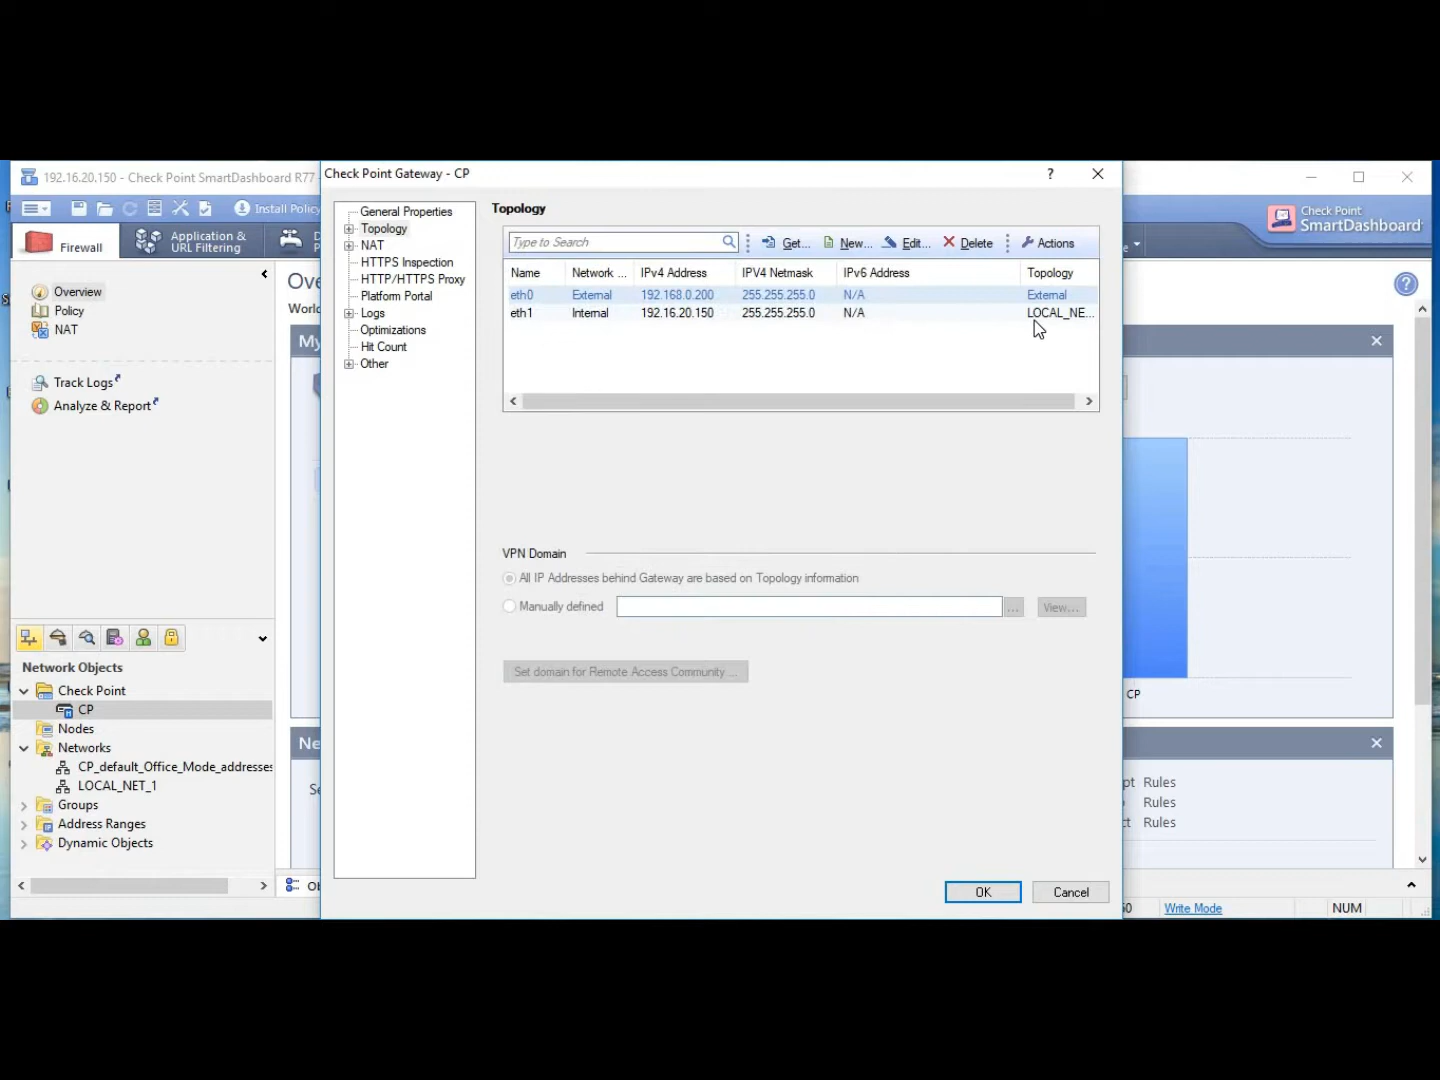 192.16.20.150 - Check Point SmartDashboard R77
Check Point Gateway - CP
?
Install Policy
Check Point
SmartDashboard
Firewall
Application &
URL Filtering
Overview
Policy
NAT
Track Logs
Analyze & Report
Network Objects
Check Point
CP
Nodes
Networks
CP_default_Office_Mode_addresses
LOCAL_NET_1
Groups
Address Ranges
Dynamic Objects
General Properties
Topology
NAT
HTTPS Inspection
HTTP/HTTPS Proxy
Platform Portal
Logs
Optimizations
Hit Count
Other
Topology
Type to Search
Get...
New...
Edit...
Delete
Actions
Name Network ... IPv4 Address IPV4 Netmask IPv6 Address Topology
eth0 External 192.168.0.200 255.255.255.0 N/A External
eth1 Internal 192.16.20.150 255.255.255.0 N/A LOCAL_NE...
VPN Domain
All IP Addresses behind Gateway are based on Topology information
Manually defined
...
View...
Set domain for Remote Access Community ...
OK
Cancel
CP
Rules
Rules
Rules
Write Mode
NUM